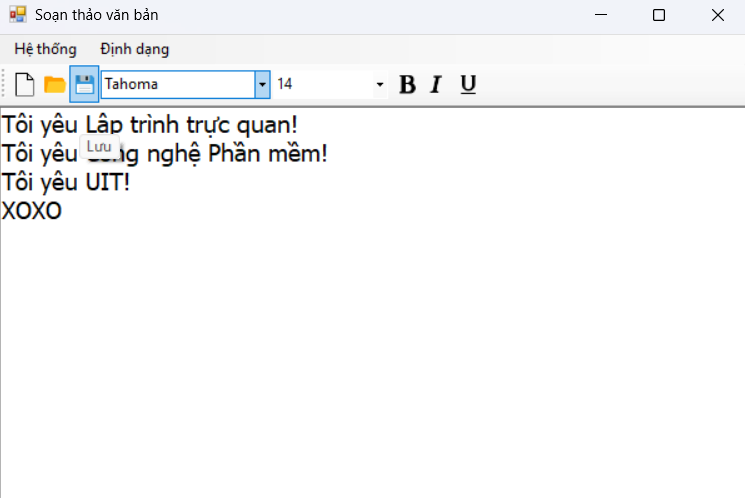 Soạn thảo văn bản
Hệ thống Định dạng
Tahoma 14 B I U
Tôi yêu Lập trình trực quan!
Tôi yêu nghệ Phần mềm!
Lưu
Tôi yêu UIT!
XOXO